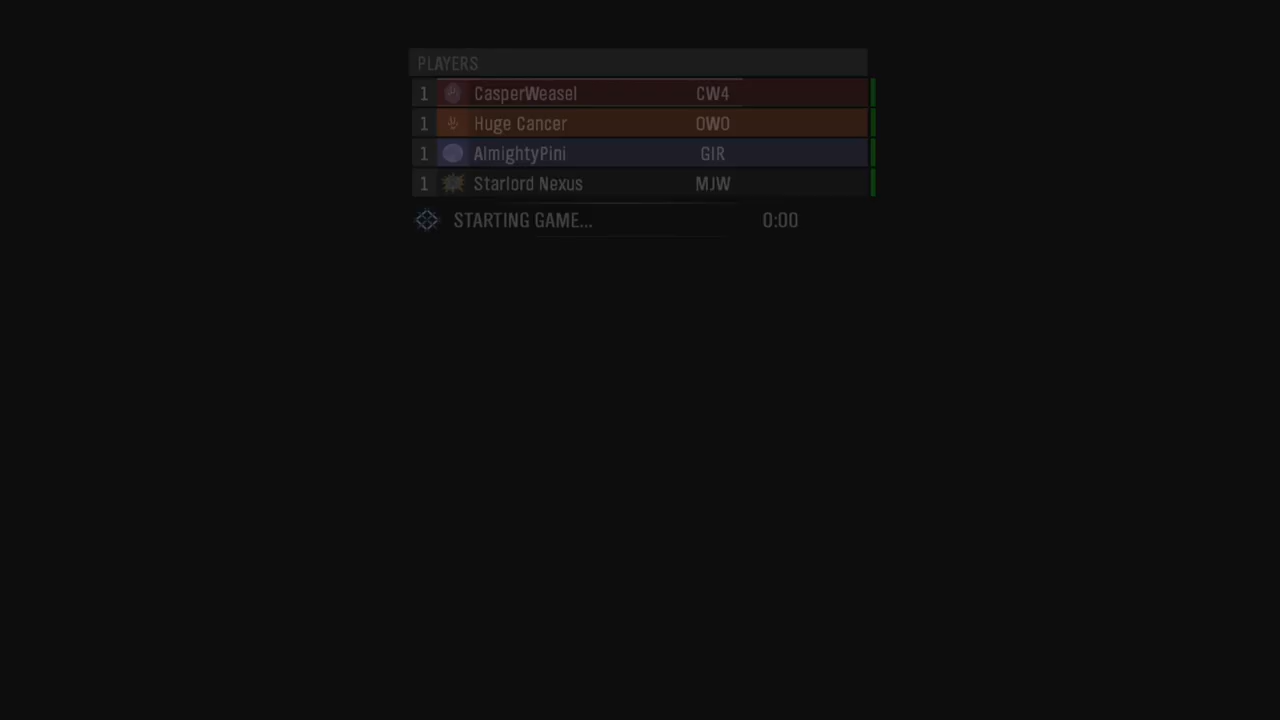 PLAYERS
1 CasperWeasel CW4
1 Huge Cancer OWO
1 AlmightyPini GIR
1 Starlord Nexus MJW
STARTING GAME... 0:00